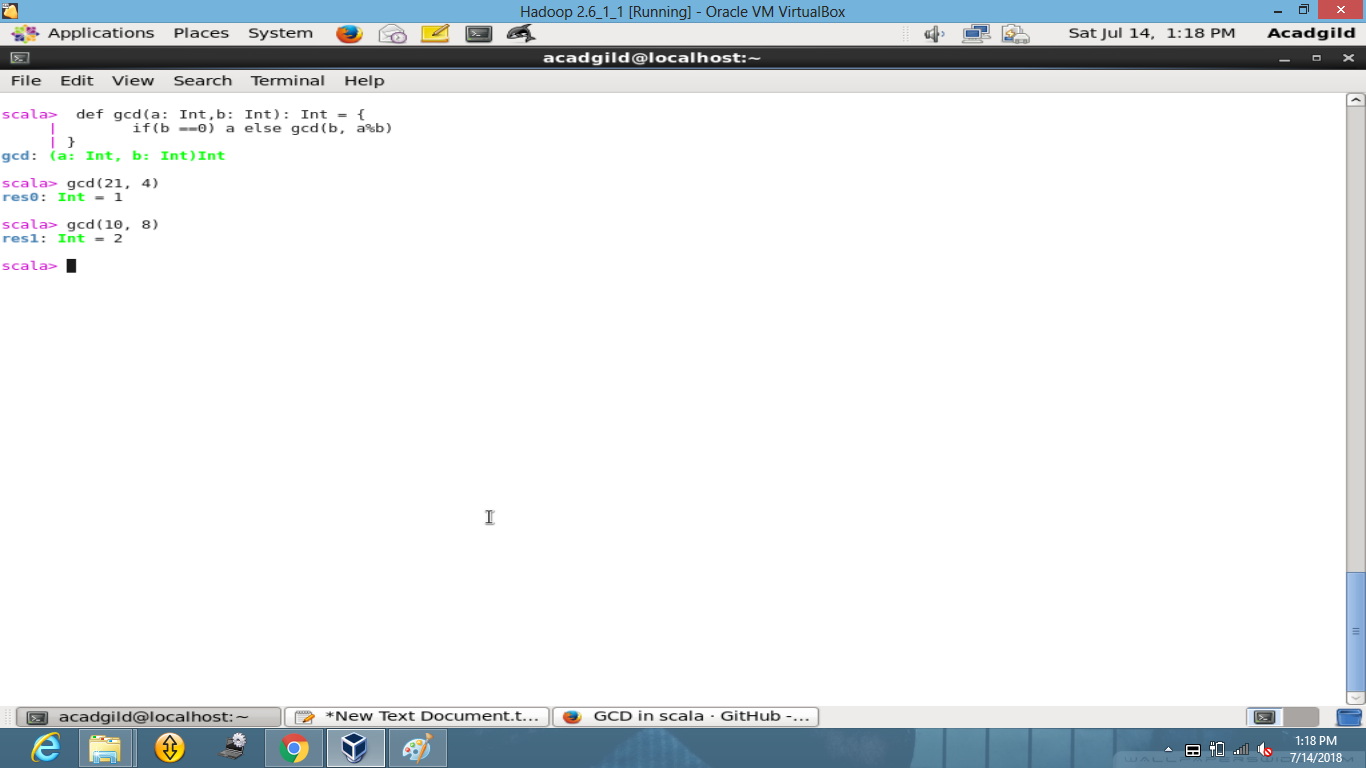 Hadoop 2.6_1_1 [Running] - Oracle VM VirtualBox
Applications Places System Sat Jul 14, 1:18 PM Acadgild
acadgild@localhost:~
File Edit View Search Terminal Help
scala>  def gcd(a: Int,b: Int): Int = {
     |        if(b ==0) a else gcd(b, a%b)
     | }
gcd: (a: Int, b: Int)Int
scala> gcd(21, 4)
res0: Int = 1
scala> gcd(10, 8)
res1: Int = 2
scala>
acadgild@localhost:~ *New Text Document.t... GCD in scala · GitHub -...
1:18 PM
7/14/2018